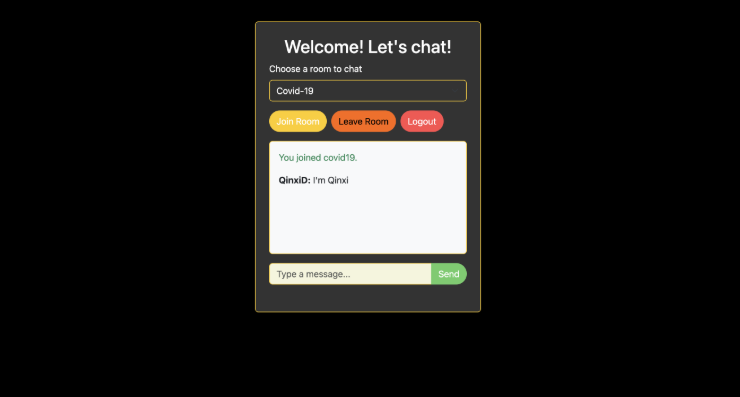 Welcome! Let's chat!
Choose a room to chat
Covid-19
Join Room Leave Room Logout
You joined covid19.
QinxiD: I'm Qinxi
Type a message... Send